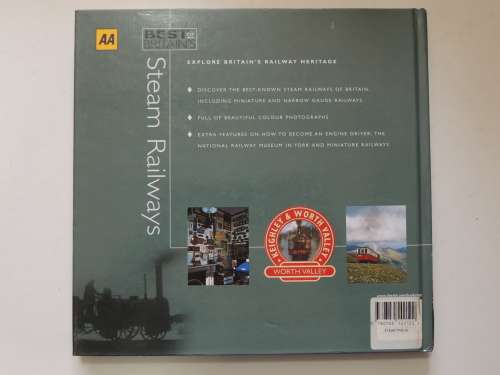 AA
BEST OF
BRITAIN'S
Steam Railways
EXPLORE BRITAIN'S RAILWAY HERITAGE
DISCOVER THE BEST-KNOWN STEAM RAILWAYS OF BRITAIN,
INCLUDING MINIATURE AND NARROW GAUGE RAILWAYS
FULL OF BEAUTIFUL COLOUR PHOTOGRAPHS
EXTRA FEATURES ON HOW TO BECOME AN ENGINE DRIVER, THE
NATIONAL RAILWAY MUSEUM IN YORK AND MINIATURE RAILWAYS
KEIGHLEY & WORTH VALLEY
WORTH VALLEY